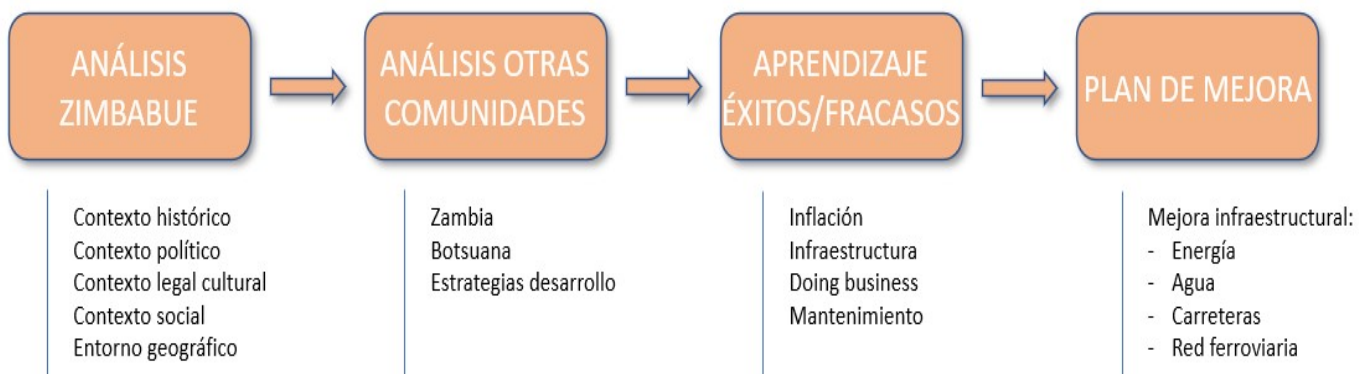 ANÁLISIS
ZIMBABUE
ANÁLISIS OTRAS
COMUNIDADES
APRENDIZAJE
ÉXITOS/FRACASOS
PLAN DE MEJORA
Contexto histórico
Contexto político
Contexto legal cultural
Contexto social
Entorno geográfico
Zambia
Botsuana
Estrategias desarrollo
Inflación
Infraestructura
Doing business
Mantenimiento
Mejora infraestructural:
- Energía
- Agua
- Carreteras
- Red ferroviaria